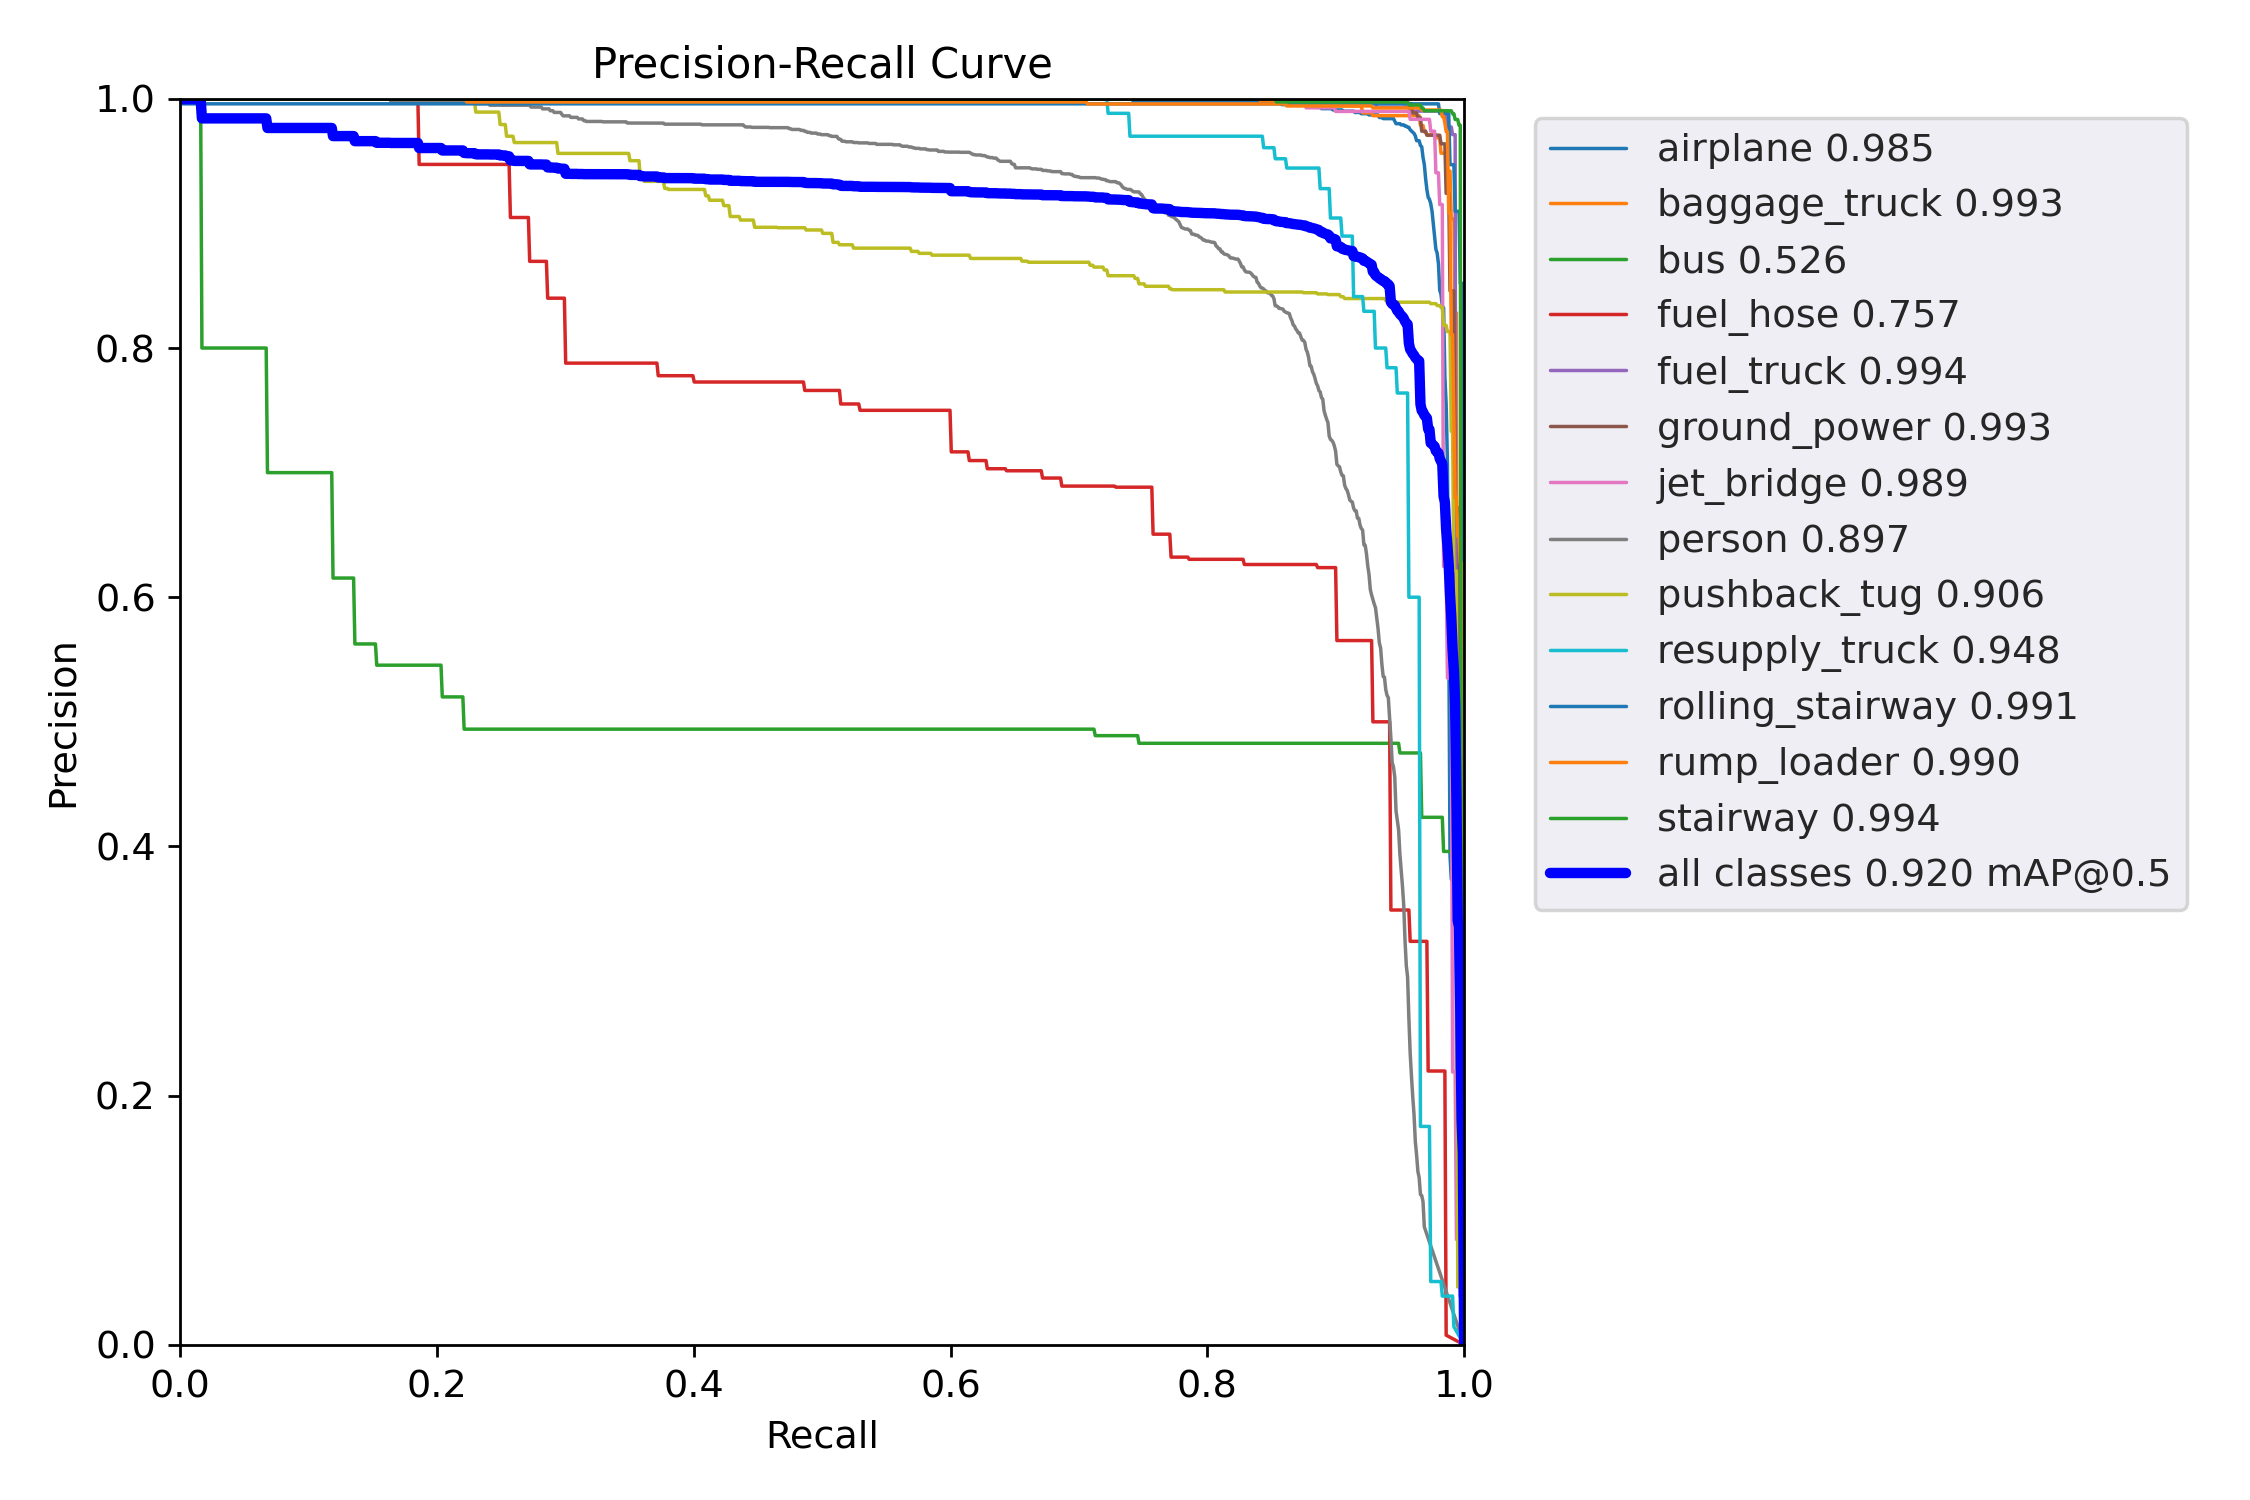 Precision-Recall Curve
1.0
0.8
0.6
0.4
0.2
0.0
Precision
0.0 0.2 0.4 0.6 0.8 1.0
Recall
airplane 0.985
baggage_truck 0.993
bus 0.526
fuel_hose 0.757
fuel_truck 0.994
ground_power 0.993
jet_bridge 0.989
person 0.897
pushback_tug 0.906
resupply_truck 0.948
rolling_stairway 0.991
rump_loader 0.990
stairway 0.994
all classes 0.920 mAP@0.5